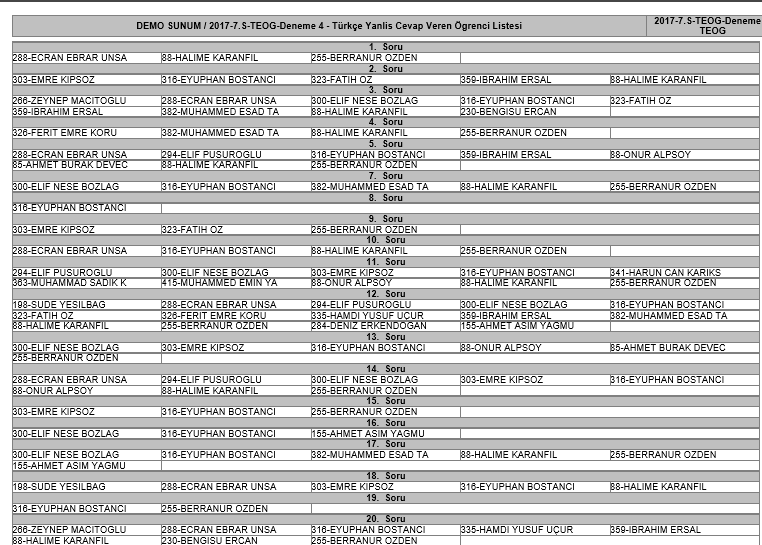 DEMO SUNUM / 2017-7.S-TEOG-Deneme 4 - Türkçe Yanlis Cevap Veren Ögrenci Listesi
2017-7.S-TEOG-Deneme
TEOG
1. Soru
288-ECRAN EBRAR UNSA 88-HALIME KARANFIL 255-BERRANUR OZDEN
2. Soru
303-EMRE KIPSOZ 316-EYUPHAN BOSTANCI 323-FATIH OZ 359-IBRAHIM ERSAL 88-HALIME KARANFIL
3. Soru
266-ZEYNEP MACITOGLU 288-ECRAN EBRAR UNSA 300-ELIF NESE BOZLAG 316-EYUPHAN BOSTANCI 323-FATIH OZ
359-IBRAHIM ERSAL 382-MUHAMMED ESAD TA 88-HALIME KARANFIL 230-BENGISU ERCAN
4. Soru
326-FERIT EMRE KORU 382-MUHAMMED ESAD TA 88-HALIME KARANFIL 255-BERRANUR OZDEN
5. Soru
288-ECRAN EBRAR UNSA 294-ELIF PUSUROGLU 316-EYUPHAN BOSTANCI 359-IBRAHIM ERSAL 88-ONUR ALPSOY
85-AHMET BURAK DEVEC 88-HALIME KARANFIL 255-BERRANUR OZDEN
7. Soru
300-ELIF NESE BOZLAG 316-EYUPHAN BOSTANCI 382-MUHAMMED ESAD TA 88-HALIME KARANFIL 255-BERRANUR OZDEN
8. Soru
316-EYUPHAN BOSTANCI
9. Soru
303-EMRE KIPSOZ 323-FATIH OZ 255-BERRANUR OZDEN
10. Soru
288-ECRAN EBRAR UNSA 316-EYUPHAN BOSTANCI 88-HALIME KARANFIL 255-BERRANUR OZDEN
11. Soru
294-ELIF PUSUROGLU 300-ELIF NESE BOZLAG 303-EMRE KIPSOZ 316-EYUPHAN BOSTANCI 341-HARUN CAN KARIKS
363-MUHAMMAD SADIK K 415-MUHAMMED EMIN YA 88-ONUR ALPSOY 88-HALIME KARANFIL 255-BERRANUR OZDEN
12. Soru
198-SUDE YESILBAG 288-ECRAN EBRAR UNSA 294-ELIF PUSUROGLU 300-ELIF NESE BOZLAG 316-EYUPHAN BOSTANCI
323-FATIH OZ 326-FERIT EMRE KORU 335-HAMDI YUSUF UÇUR 359-IBRAHIM ERSAL 382-MUHAMMED ESAD TA
88-HALIME KARANFIL 255-BERRANUR OZDEN 284-DENIZ ERKENDOGAN 155-AHMET ASIM YAGMU
13. Soru
300-ELIF NESE BOZLAG 303-EMRE KIPSOZ 316-EYUPHAN BOSTANCI 88-ONUR ALPSOY 85-AHMET BURAK DEVEC
255-BERRANUR OZDEN
14. Soru
288-ECRAN EBRAR UNSA 294-ELIF PUSUROGLU 300-ELIF NESE BOZLAG 303-EMRE KIPSOZ 316-EYUPHAN BOSTANCI
88-ONUR ALPSOY 88-HALIME KARANFIL 255-BERRANUR OZDEN
15. Soru
303-EMRE KIPSOZ 316-EYUPHAN BOSTANCI 255-BERRANUR OZDEN
16. Soru
300-ELIF NESE BOZLAG 316-EYUPHAN BOSTANCI 155-AHMET ASIM YAGMU
17. Soru
300-ELIF NESE BOZLAG 316-EYUPHAN BOSTANCI 382-MUHAMMED ESAD TA 88-HALIME KARANFIL 255-BERRANUR OZDEN
155-AHMET ASIM YAGMU
18. Soru
198-SUDE YESILBAG 288-ECRAN EBRAR UNSA 303-EMRE KIPSOZ 316-EYUPHAN BOSTANCI 88-HALIME KARANFIL
19. Soru
316-EYUPHAN BOSTANCI 255-BERRANUR OZDEN
20. Soru
266-ZEYNEP MACITOGLU 288-ECRAN EBRAR UNSA 316-EYUPHAN BOSTANCI 335-HAMDI YUSUF UÇUR 359-IBRAHIM ERSAL
88-HALIME KARANFIL 230-BENGISU ERCAN 255-BERRANUR OZDEN